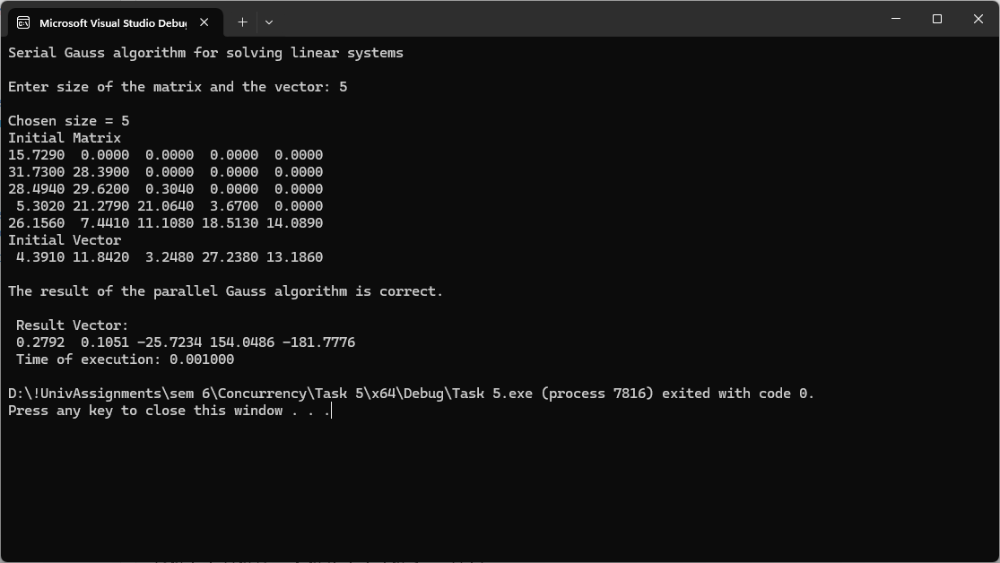 Microsoft Visual Studio Debug
Serial Gauss algorithm for solving linear systems
Enter size of the matrix and the vector: 5
Chosen size = 5
Initial Matrix
15.7290  0.0000  0.0000  0.0000  0.0000
31.7300 28.3900  0.0000  0.0000  0.0000
28.4940 29.6200  0.3040  0.0000  0.0000
 5.3020 21.2790 21.0640  3.6700  0.0000
26.1560  7.4410 11.1080 18.5130 14.0890
Initial Vector
 4.3910 11.8420  3.2480 27.2380 13.1860
The result of the parallel Gauss algorithm is correct.
 Result Vector:
 0.2792  0.1051 -25.7234 154.0486 -181.7776
 Time of execution: 0.001000
D:\!UnivAssignments\sem 6\Concurrency\Task 5\x64\Debug\Task 5.exe (process 7816) exited with code 0.
Press any key to close this window . . .